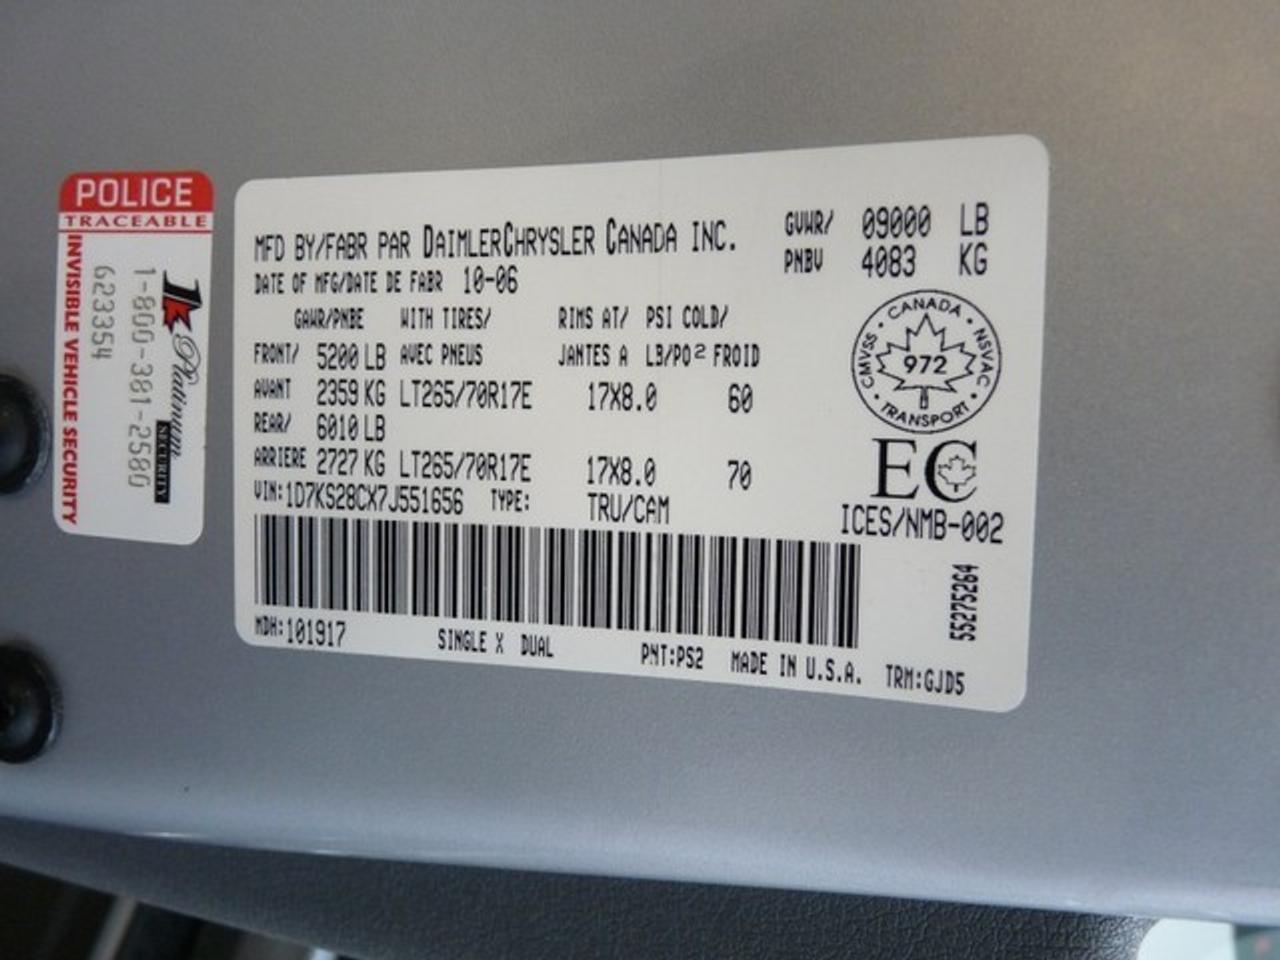 POLICE
TRACEABLE
INVISIBLE VEHICLE SECURITY
1K Platinum
SECURITY
1-800-381-2580
623354
MFD BY/FABR PAR DAIMLERCHRYSLER CANADA INC.
DATE OF MFG/DATE DE FABR 10-06
GVWR/ 09000 LB
PNBV 4083 KG
GAWR/PNBE WITH TIRES/ RIMS AT/ PSI COLD/
FRONT/ 5200 LB AVEC PNEUS JANTES A LB/PO² FROID
AVANT 2359 KG LT265/70R17E 17X8.0 60
REAR/ 6010 LB
ARRIERE 2727 KG LT265/70R17E 17X8.0 70
VIN:1D7KS28CX7J551656 TYPE: TRU/CAM
CANADA
CMVSS · NSVAC
972
TRANSPORT
EC
ICES/NMB-002
55275264
MDH:101917 SINGLE X DUAL PNT:PS2 MADE IN U.S.A. TRM:GJD5